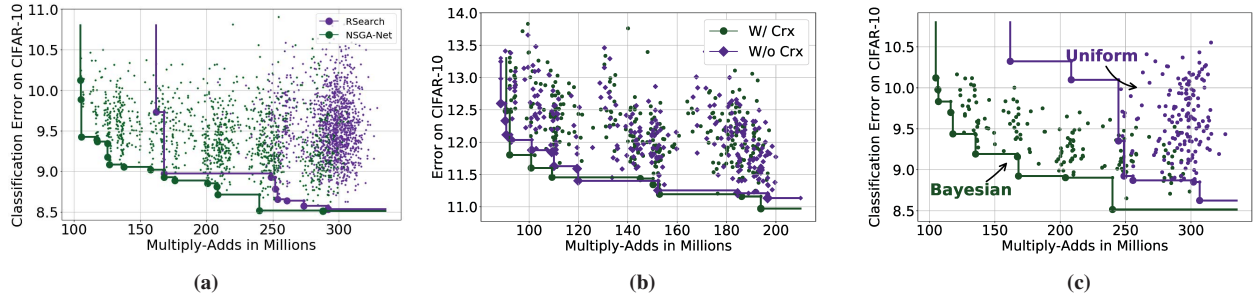 Classification Error on CIFAR-10
11.0
10.5
10.0
9.5
9.0
8.5
100
150
200
250
300
Multiply-Adds in Millions
RSearch
NSGA-Net
(a)
Error on CIFAR-10
14.0
13.5
13.0
12.5
12.0
11.5
11.0
100
120
140
160
180
200
Multiply-Adds in Millions
W/ Crx
W/o Crx
(b)
Classification Error on CIFAR-10
10.5
10.0
9.5
9.0
8.5
100
150
200
250
300
Multiply-Adds in Millions
Uniform
Bayesian
(c)